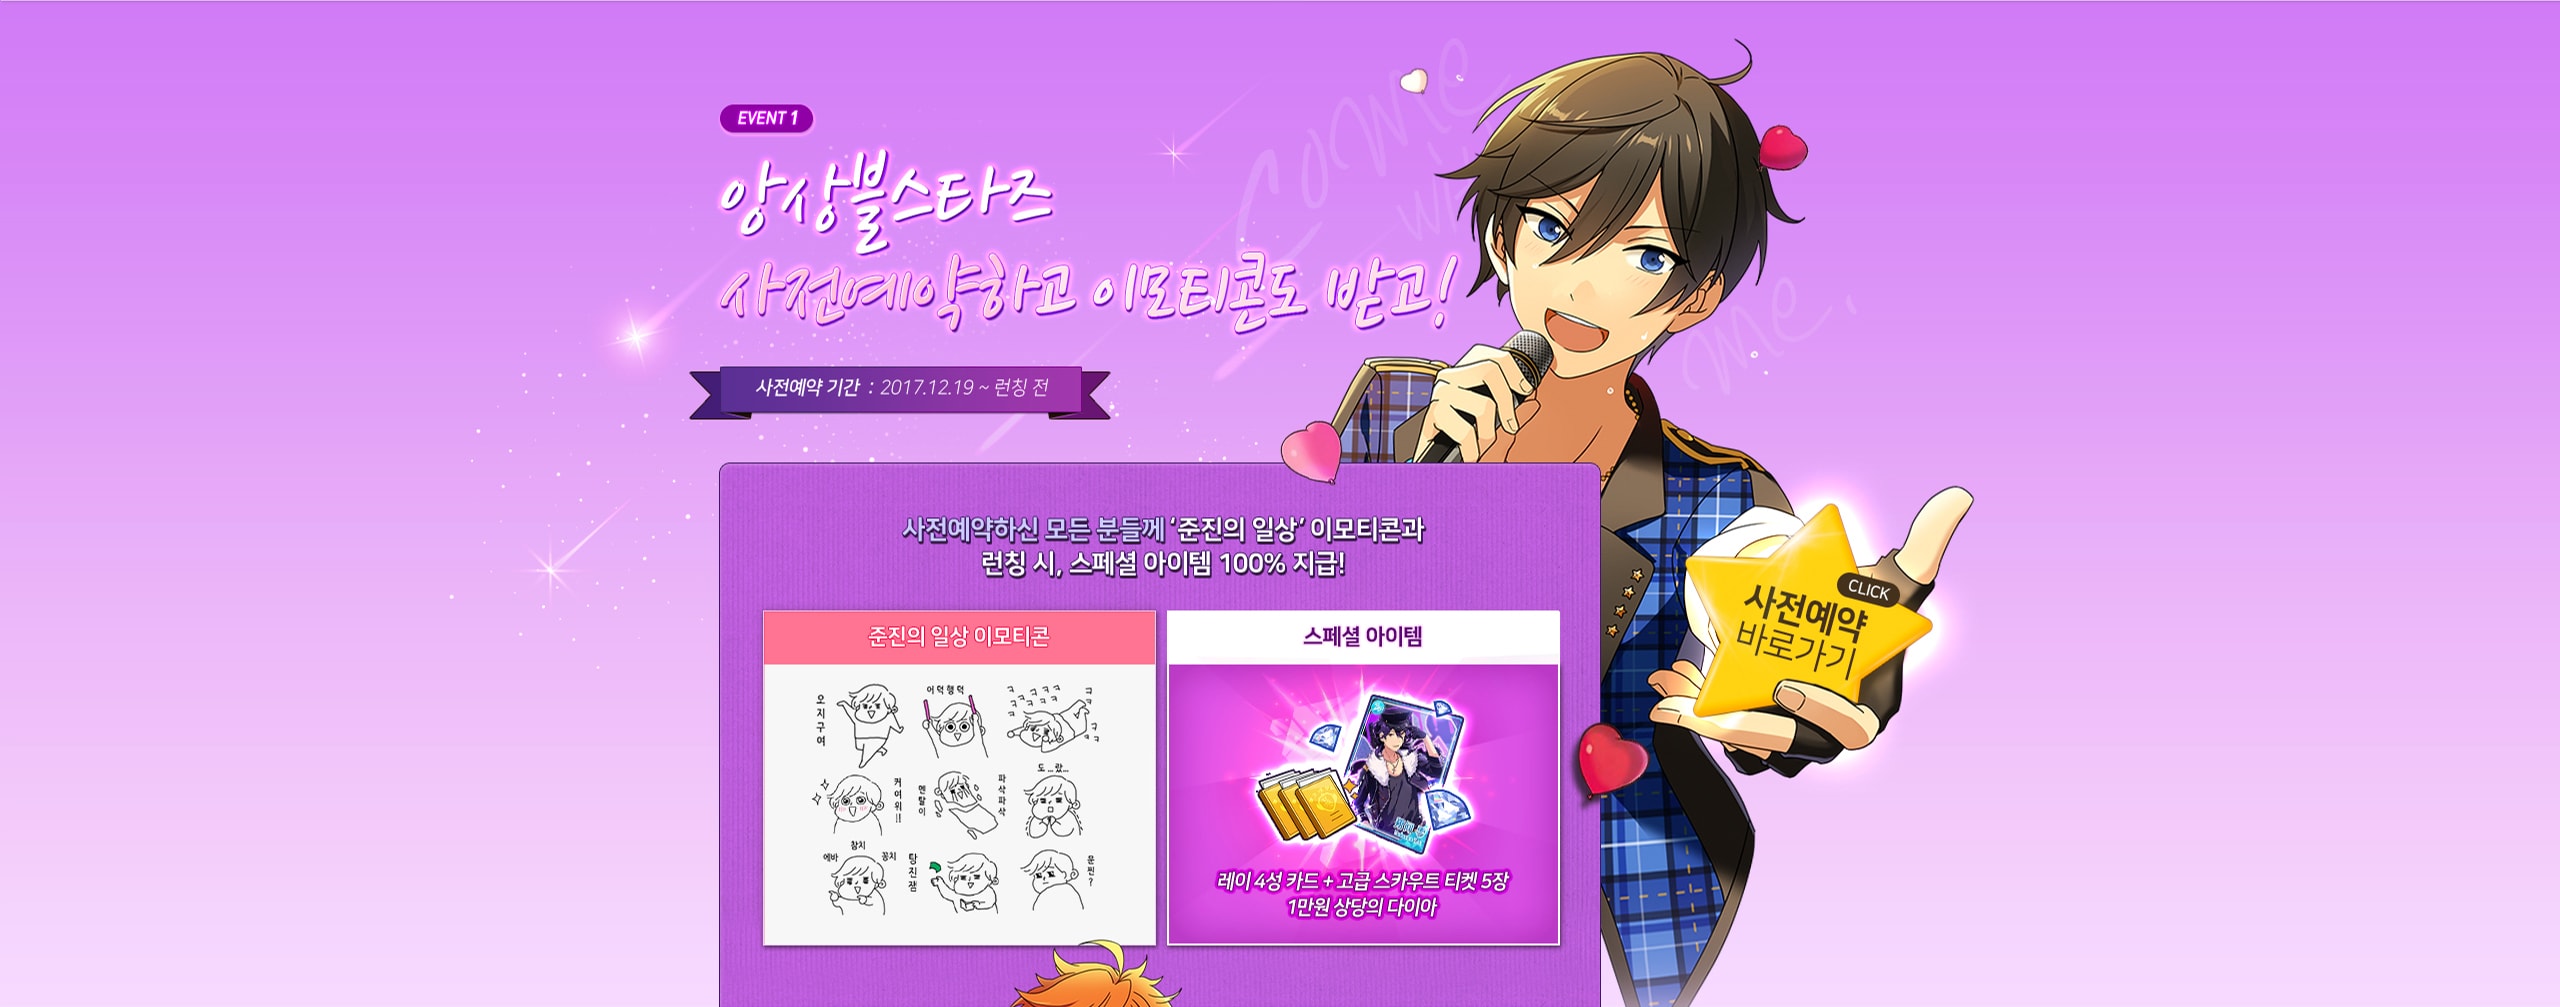 Come
with
me.
EVENT 1
앙상블스타즈
사전예약하고 이모티콘도 받고!
사전예약 기간 : 2017.12.19 ~ 런칭 전
사전예약하신 모든 분들께 ‘준진의 일상’ 이모티콘과
런칭 시, 스페셜 아이템 100% 지급!
CLICK
사전예약
바로가기
준진의 일상 이모티콘
오지구여
어덕행덕
ㅋㅋㅋㅋㅋㅋ
커여워!!
멘탈이
파삭파삭
도...랐...
에바
참치
꽁치
탕진잼
문찐?
스페셜 아이템
레이 4성 카드 + 고급 스카우트 티켓 5장
1만원 상당의 다이아